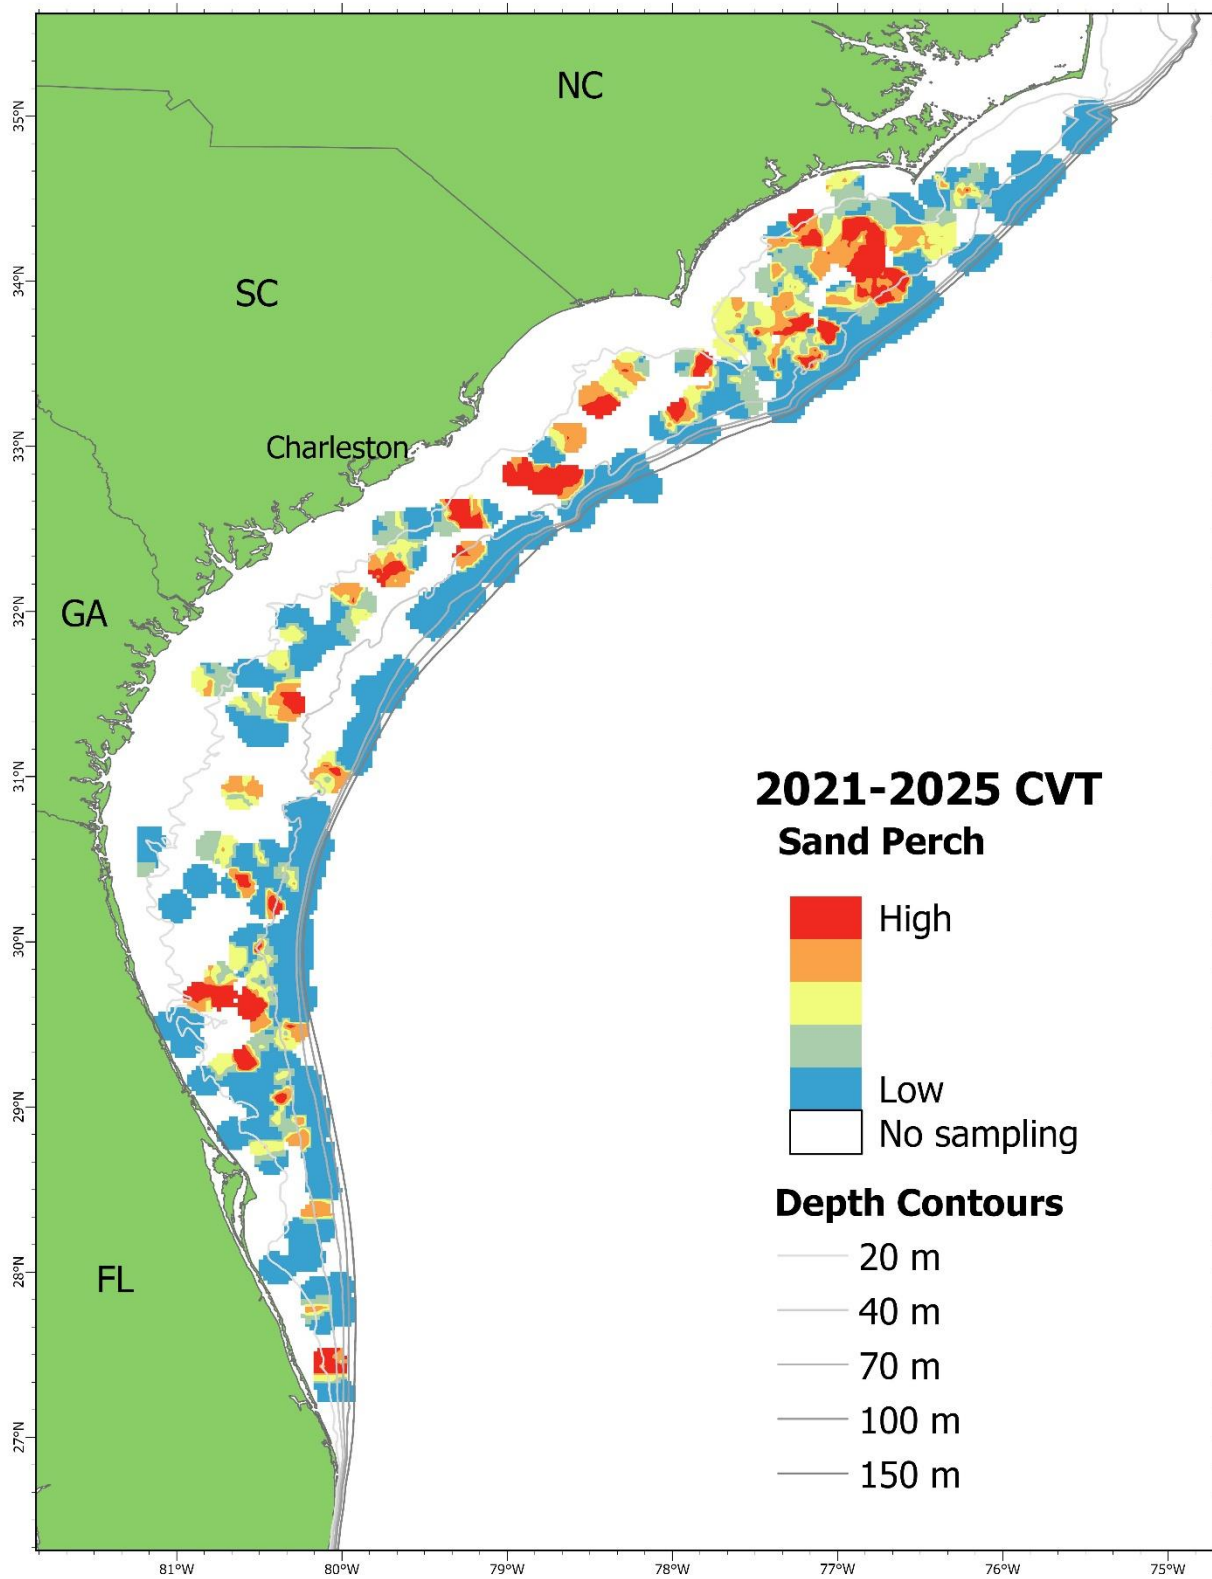 NC
SC
Charleston
GA
FL
2021-2025 CVT
Sand Perch
High
Low
No sampling
Depth Contours
20 m
40 m
70 m
100 m
150 m
35°N
34°N
33°N
32°N
31°N
30°N
29°N
28°N
27°N
81°W
80°W
79°W
78°W
77°W
76°W
75°W